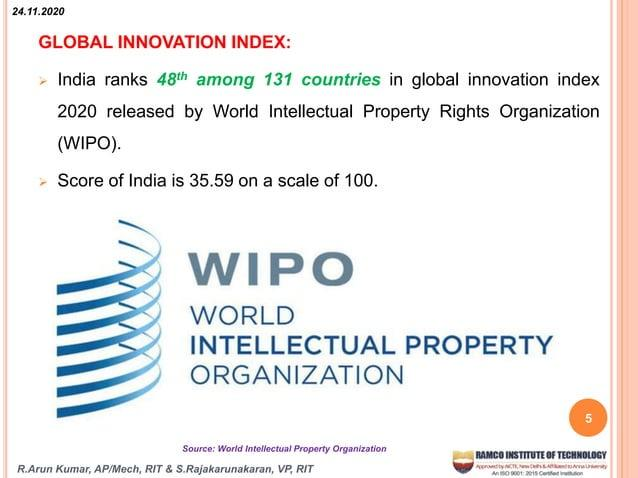 24.11.2020
GLOBAL INNOVATION INDEX:
India ranks 48th among 131 countries in global innovation index
2020 released by World Intellectual Property Rights Organization
(WIPO).
Score of India is 35.59 on a scale of 100.
WIPO
WORLD
INTELLECTUAL PROPERTY
ORGANIZATION
5
Source: World Intellectual Property Organization
RAMCO INSTITUTE OF TECHNOLOGY
Approved by AICTE, New Delhi & Affiliated to Anna University
An ISO 9001: 2015 Certified Institution
R.Arun Kumar, AP/Mech, RIT & S.Rajakarunakaran, VP, RIT